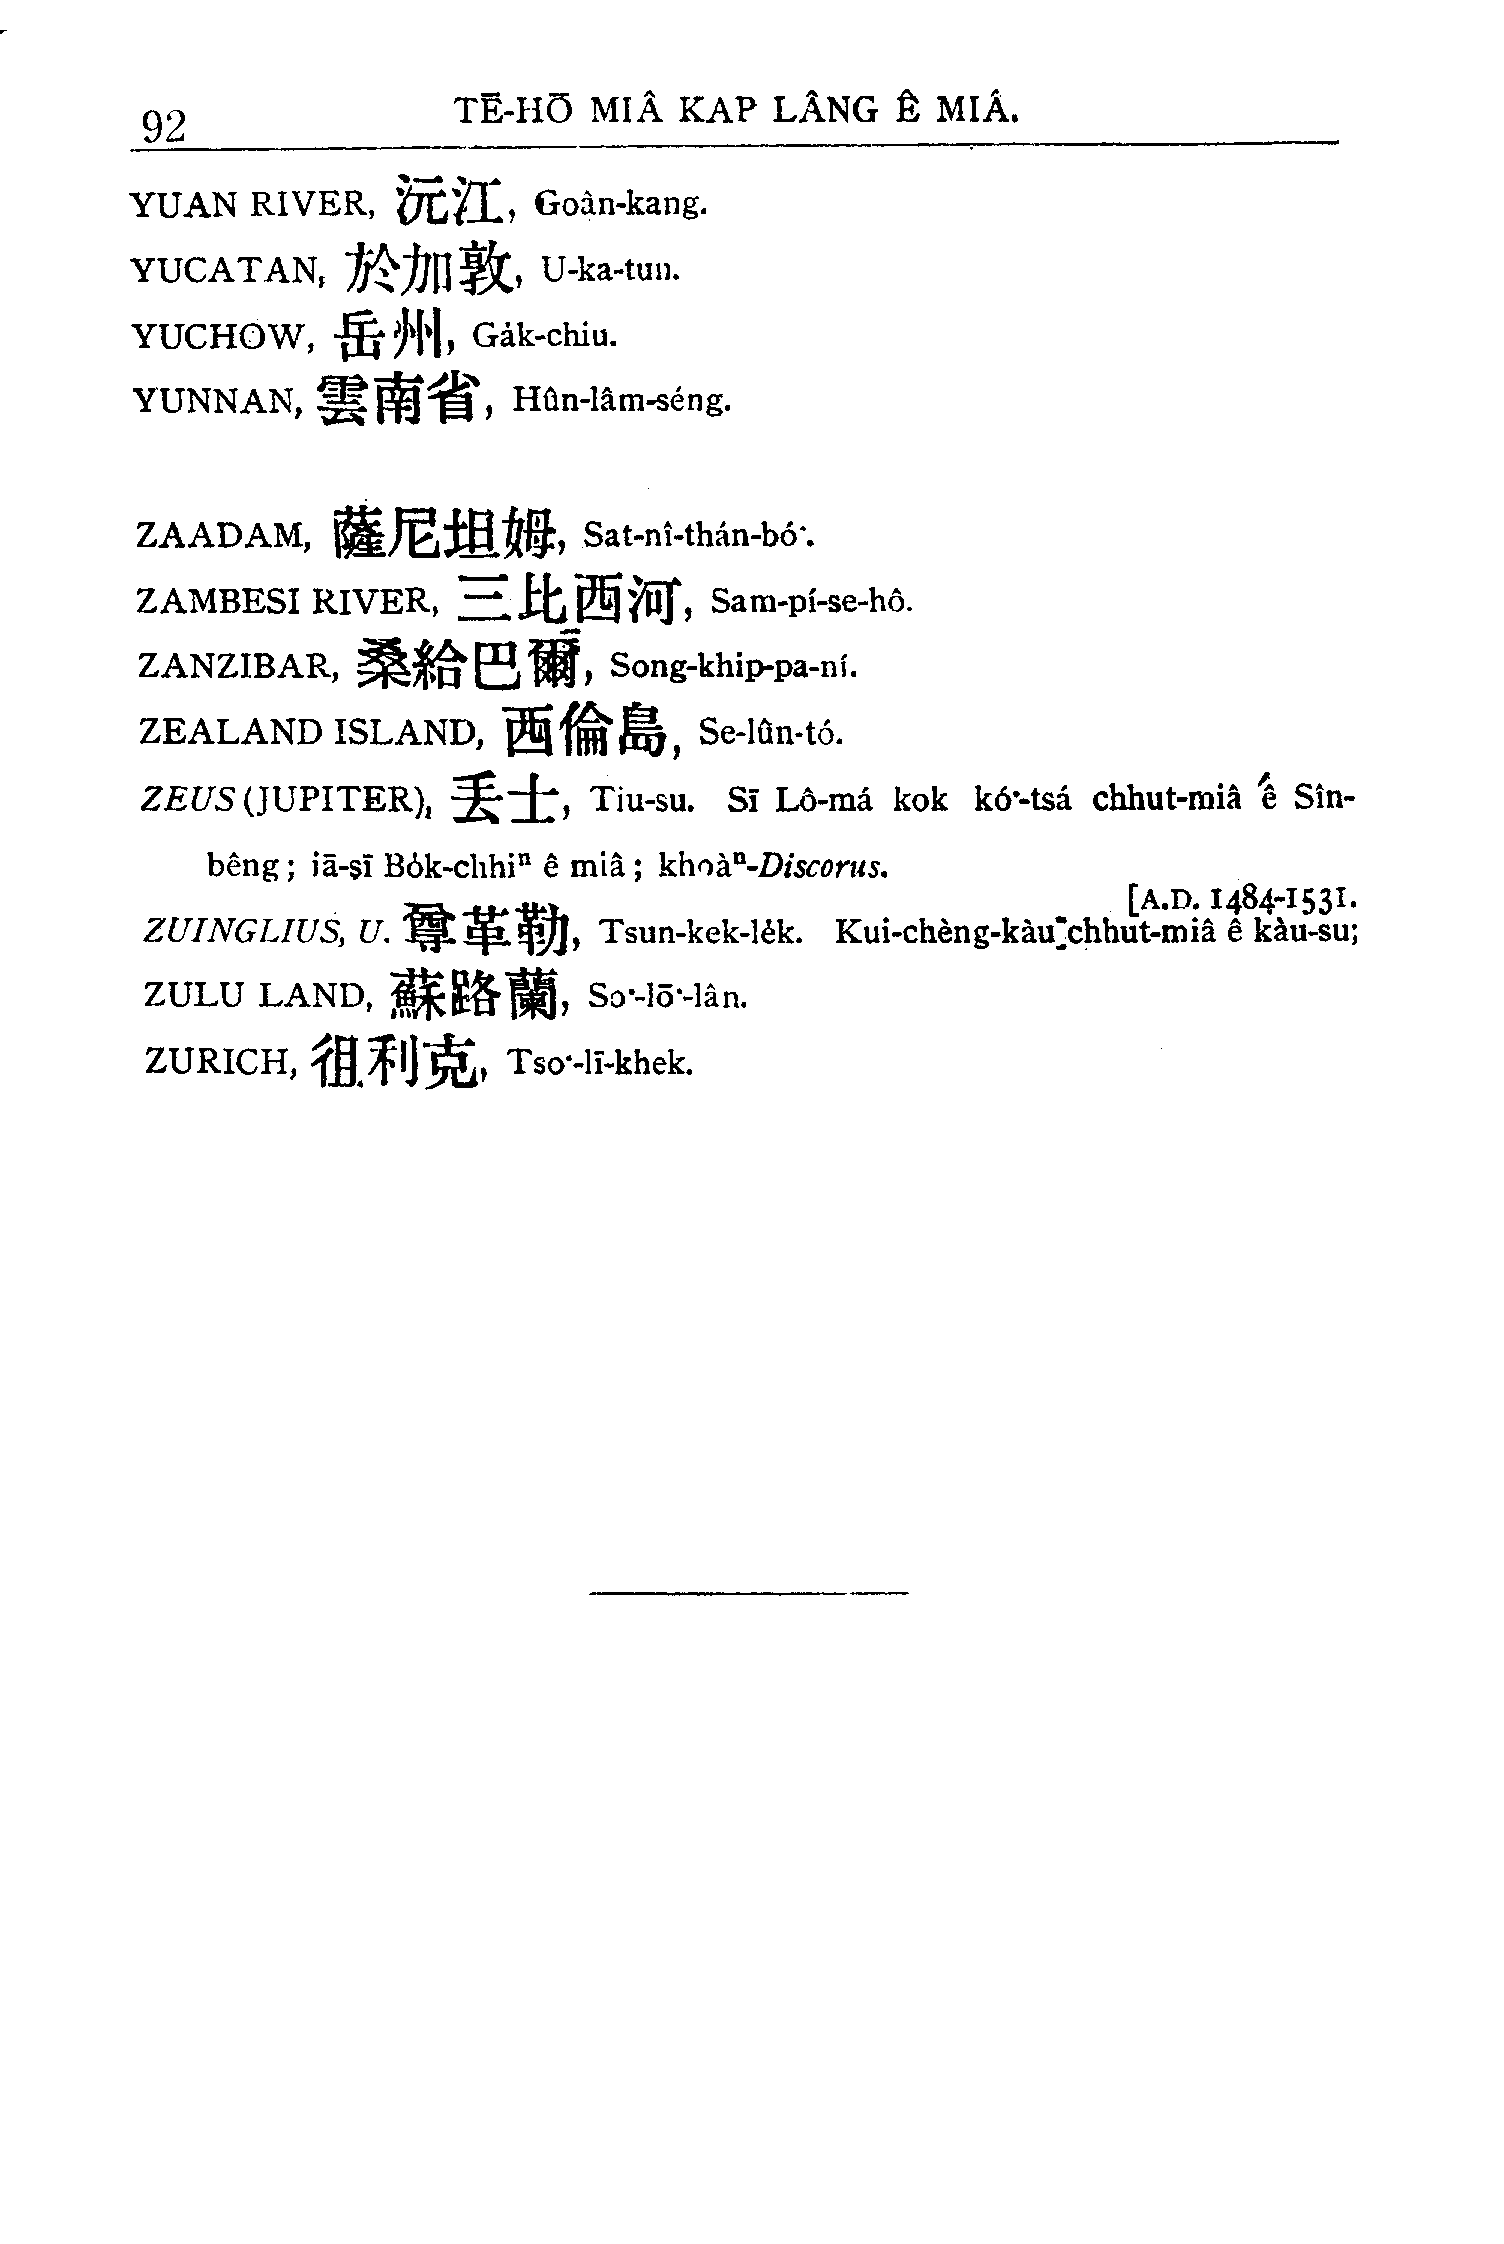 92
TĒ-HŌ MIÂ KAP LÂNG Ê MIÂ.
YUAN RIVER, 沅江, Goân-kang.
YUCATAN, 於加敦, U-ka-tun.
YUCHOW, 岳州, Ga̍k-chiu.
YUNNAN, 雲南省, Hûn-lâm-séng.
ZAADAM, 薩尼坦姆, Sat-nî-thán-bó͘.
ZAMBESI RIVER, 三比西河, Sam-pí-se-hô.
ZANZIBAR, 桑給巴爾, Song-khip-pa-ní.
ZEALAND ISLAND, 西倫島, Se-lûn-tó.
ZEUS (JUPITER), 丟士, Tiu-su. Sī Lô-má kok kó͘-tsá chhut-miâ ê Sîn-
bêng; iā-sī Bo̍k-chhiⁿ ê miâ; khoàⁿ-Discorus.
[A.D. 1484-1531.
ZUINGLIUS, U. 尊革勒, Tsun-kek-le̍k. Kui-chèng-kàu chhut-miâ ê kàu-su;
ZULU LAND, 蘇路蘭, So͘-lō͘-lân.
ZURICH, 徂利克, Tso͘-lī-khek.